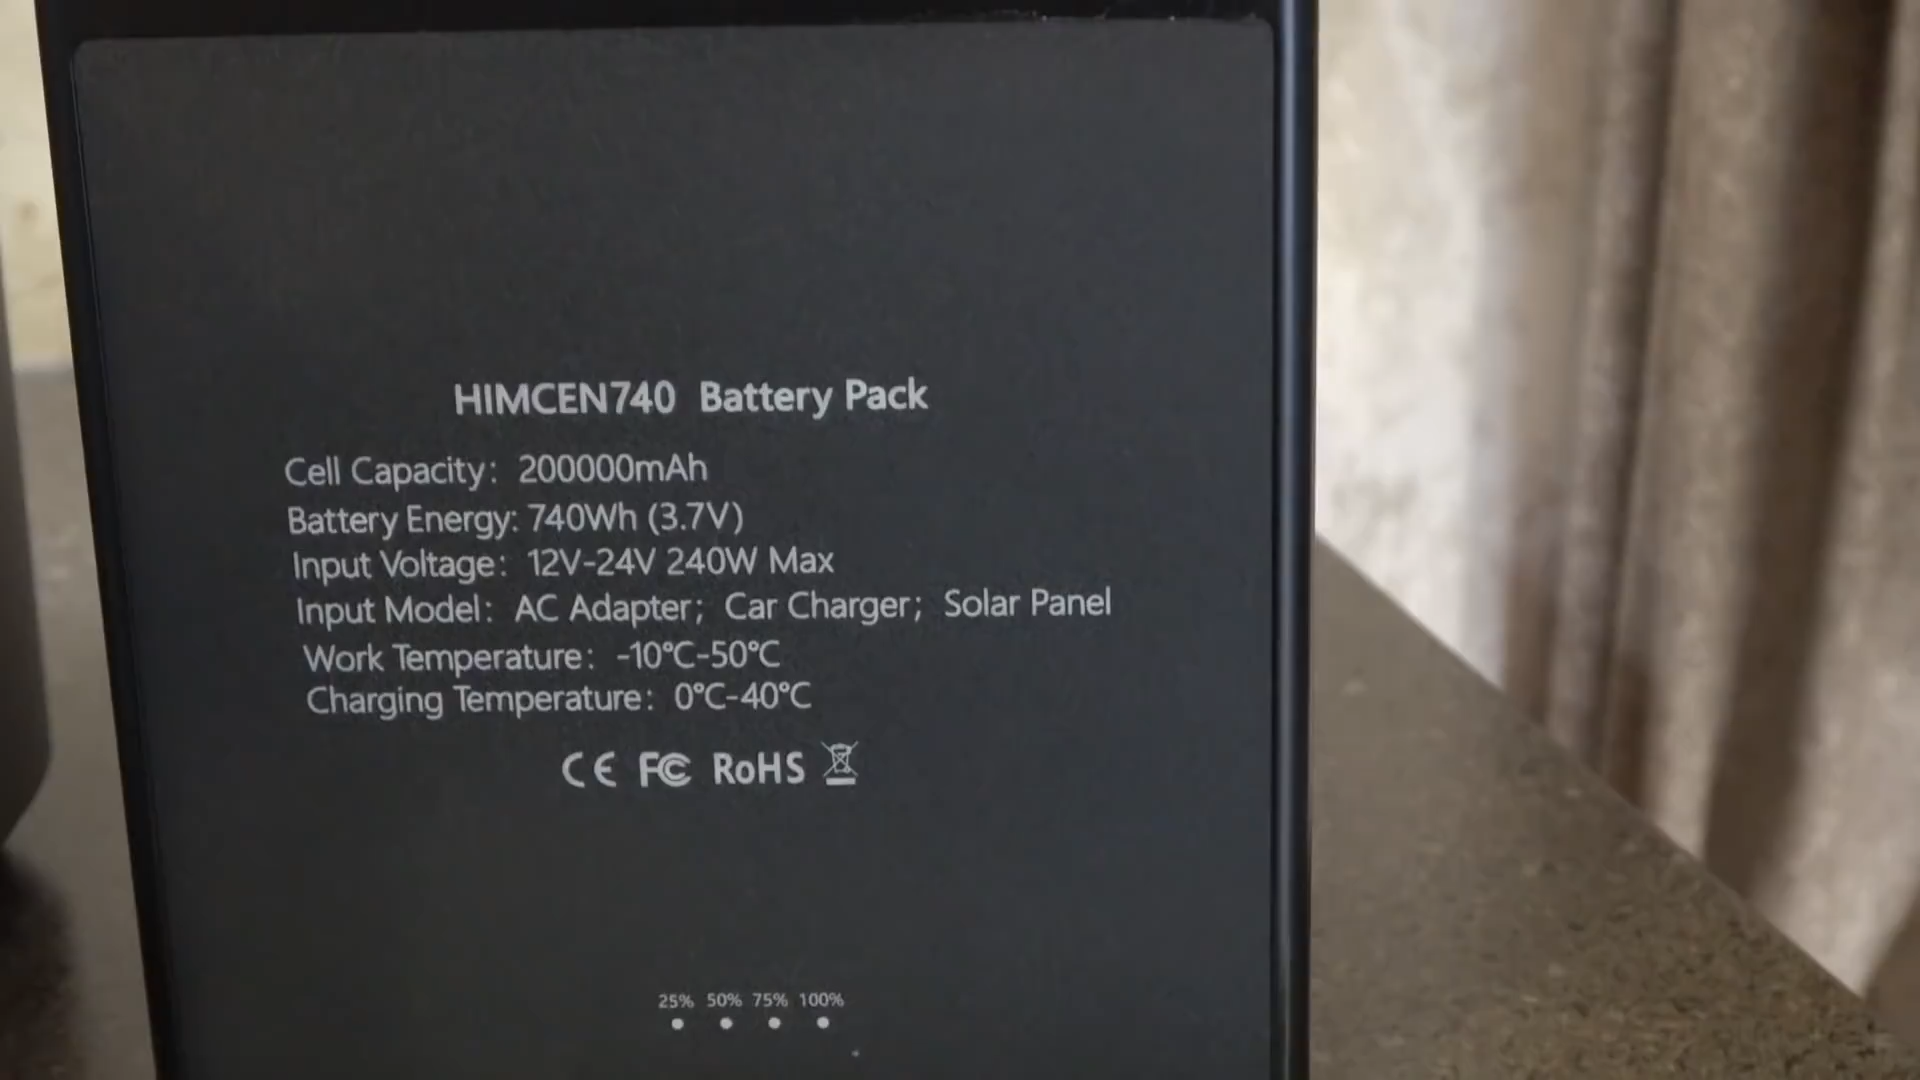 HIMCEN740 Battery Pack
Cell Capacity: 200000mAh
Battery Energy: 740Wh (3.7V)
Input Voltage: 12V-24V 240W Max
Input Model: AC Adapter; Car Charger; Solar Panel
Work Temperature: -10℃-50℃
Charging Temperature: 0℃-40℃
CE FC RoHS
25% 50% 75% 100%